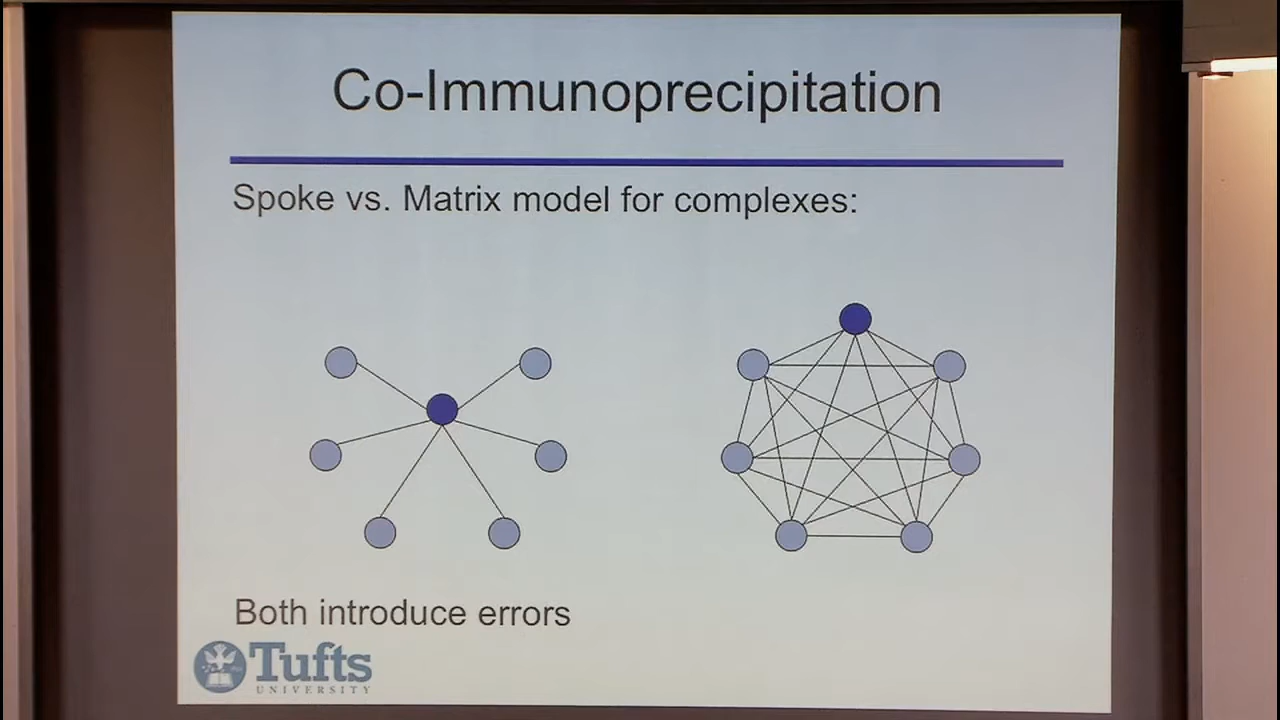 Co-Immunoprecipitation
Spoke vs. Matrix model for complexes:
Both introduce errors
Tufts
UNIVERSITY